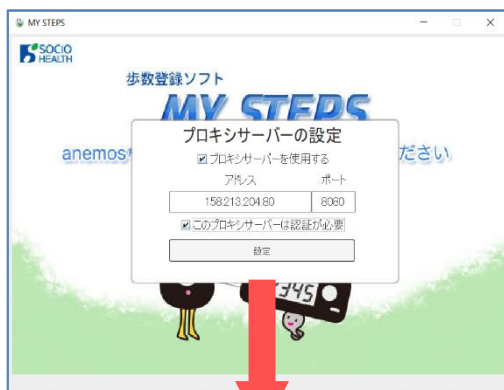 MY STEPS
SOCIO
HEALTH
歩数登録ソフト
MY STEPS
anemos
ださい
プロキシサーバーの設定
プロキシサーバーを使用する
アドレス ポート
158.213.204.80 8080
このプロキシサーバーは認証が必要
設定
345